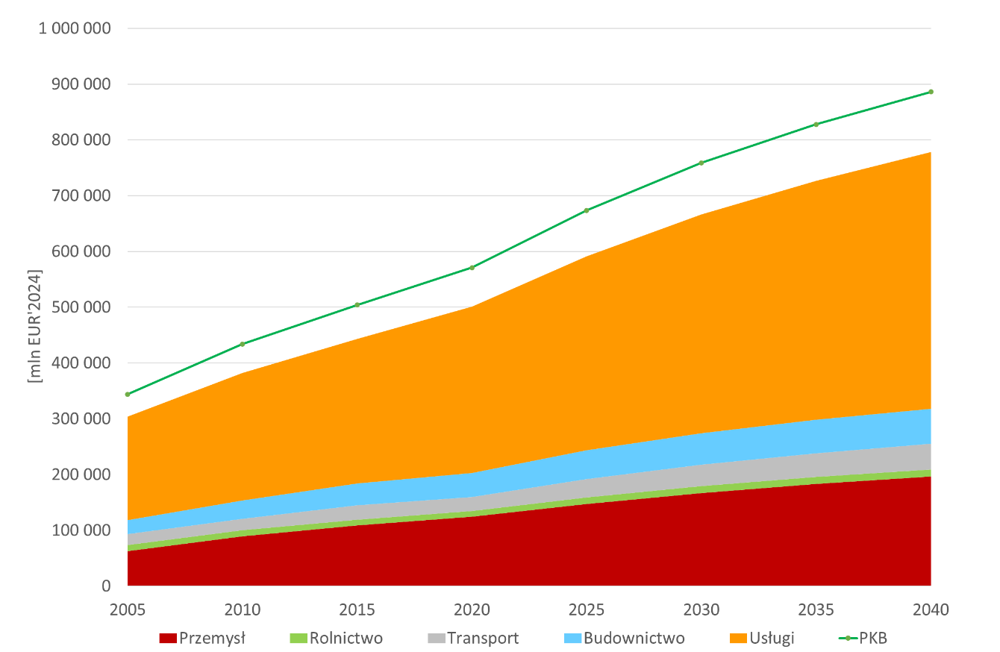 1 000 000
900 000
800 000
700 000
600 000
500 000
400 000
300 000
200 000
100 000
0
[mln EUR'2024]
2005 2010 2015 2020 2025 2030 2035 2040
Przemysł Rolnictwo Transport Budownictwo Usługi PKB